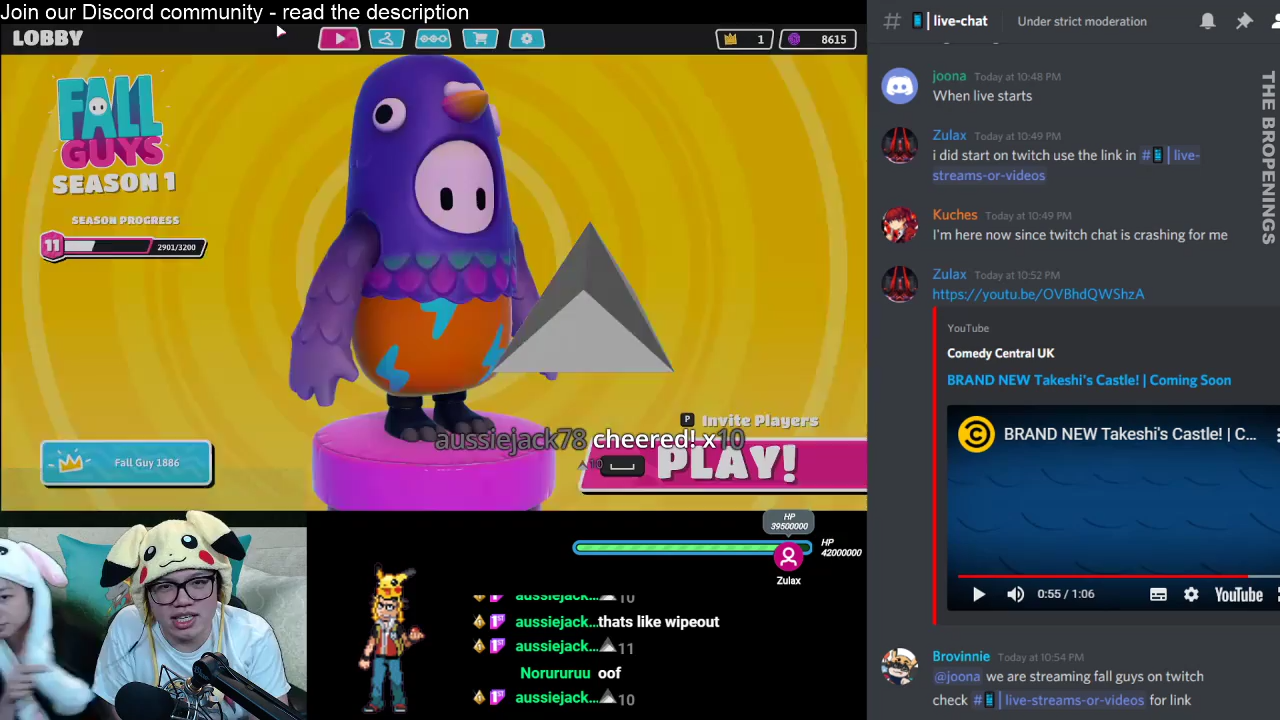 Join our Discord community - read the description
LOBBY
1
8615
FALL
GUYS
SEASON 1
SEASON PROGRESS
11
2901/3200
P Invite Players
aussiejack78 cheered! x10
10
PLAY!
Fall Guy 1886
HP
39500000
HP
42000000
Zulax
aussiejack... 10
aussiejack... thats like wipeout
aussiejack... 11
Norururuu oof
aussiejack... 10
# | live-chat Under strict moderation
joona Today at 10:48 PM
When live starts
Zulax Today at 10:49 PM
i did start on twitch use the link in # | live-
streams-or-videos
Kuches Today at 10:49 PM
I'm here now since twitch chat is crashing for me
Zulax Today at 10:52 PM
https://youtu.be/OVBhdQWShzA
YouTube
Comedy Central UK
BRAND NEW Takeshi's Castle! | Coming Soon
BRAND NEW Takeshi's Castle! | C...
0:55 / 1:06
YouTube
Brovinnie Today at 10:54 PM
@joona we are streaming fall guys on twitch
check # | live-streams-or-videos for link
THE BROPENINGS